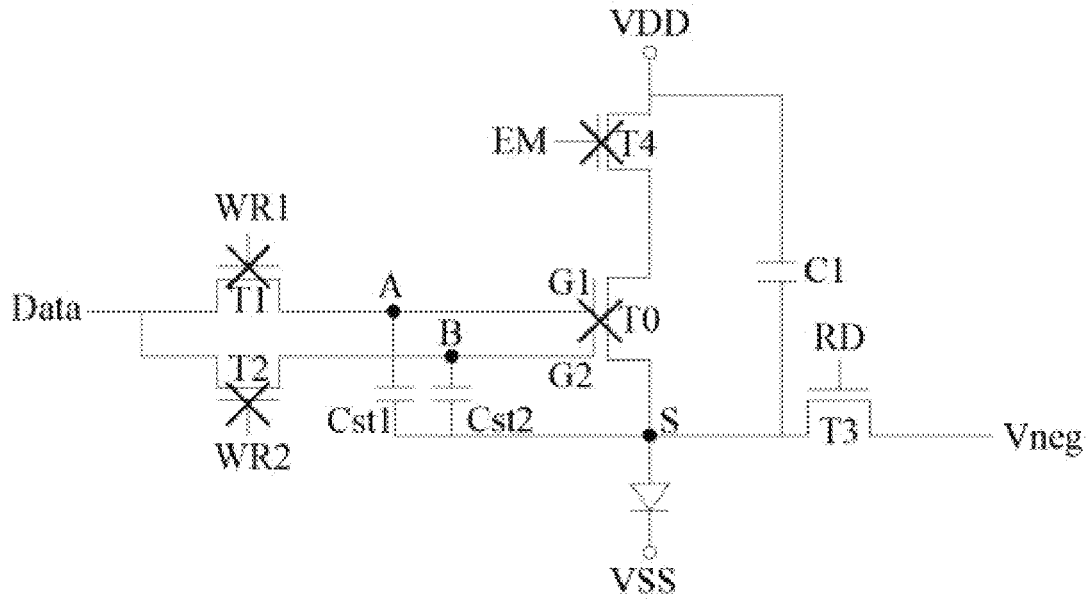 VDD
EM
T4
WR1
T1
A
G1
T0
C1
Data
B
RD
T2
G2
WR2
Cst1
Cst2
S
T3
Vneg
VSS